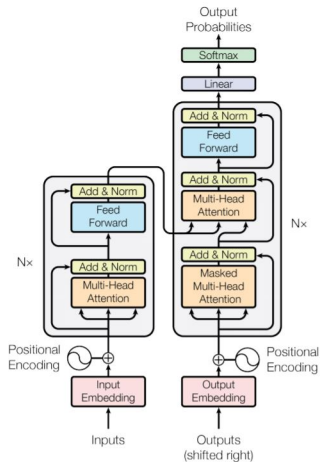 Output
Probabilities
Softmax
Linear
Add & Norm
Feed
Forward
Add & Norm
Multi-Head
Attention
Nx
Add & Norm
Masked
Multi-Head
Attention
Add & Norm
Feed
Forward
Nx
Add & Norm
Multi-Head
Attention
Positional
Encoding
Positional
Encoding
Input
Embedding
Output
Embedding
Inputs
Outputs
(shifted right)